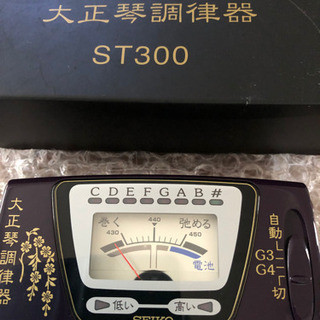 大正琴調律器
ST300
C D E F G A B #
巻く 440 弛める
430 460
電池
低い 高い
SEIKO
大正琴調律器
自動
G3
G4
切